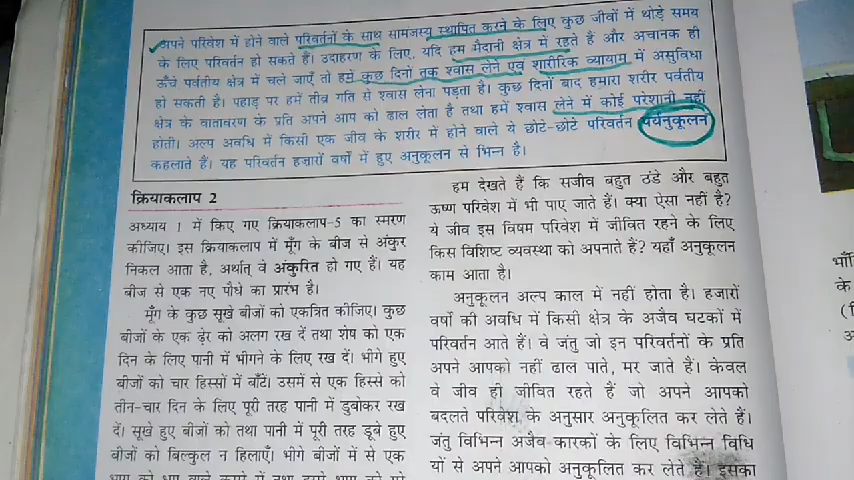 अपने परिवेश में होने वाले परिवर्तनों के साथ सामजस्य स्थापित करने के लिए कुछ जीवों में थोड़े समय
के लिए परिवर्तन हो सकते हैं। उदाहरण के लिए, यदि हम मैदानी क्षेत्र में रहते है और अचानक ही
ऊँचे पर्वतीय क्षेत्र में चले जाएँ तो हमें कुछ दिनों तक श्वास लेने एवं शारीरिक व्यायाम में असुविधा
हो सकती है। पहाड़ पर हमें तीव्र गति से श्वास लेना पड़ता है। कुछ दिनों बाद हमारा शरीर पर्वतीय
क्षेत्र के वातावरण के प्रति अपने आप को ढाल लेता है तथा हमें श्वास लेने में कोई परेशानी नहीं
होती। अल्प अवधि में किसी एक जीव के शरीर में होने वाले ये छोटे-छोटे परिवर्तन पर्यनुकूलन
कहलाते हैं। यह परिवर्तन हजारों वर्षों में हुए अनुकूलन से भिन्न है।
क्रियाकलाप 2
अध्याय 1 में किए गए क्रियाकलाप-5 का स्मरण
कीजिए। इस क्रियाकलाप में मूँग के बीज से अंकुर
निकल आता है, अर्थात् वे अंकुरित हो गए हैं। यह
बीज से एक नए पौधे का प्रारंभ है।
मूँग के कुछ सूखे बीजों को एकत्रित कीजिए। कुछ
बीजों के एक ढ़ेर को अलग रख दें तथा शेष को एक
दिन के लिए पानी में भीगने के लिए रख दें। भीगे हुए
बीजों को चार हिस्सों में बाँटें। उसमें से एक हिस्से को
तीन-चार दिन के लिए पूरी तरह पानी में डुबोकर रख
दें। सूखे हुए बीजों को तथा पानी में पूरी तरह डूबे हुए
बीजों को बिल्कुल न हिलाएँ। भीगे बीजों में से एक
हम देखते हैं कि सजीव बहुत ठंडे और बहुत
ऊष्ण परिवेश में भी पाए जाते हैं। क्या ऐसा नहीं है?
ये जीव इस विषम परिवेश में जीवित रहने के लिए
किस विशिष्ट व्यवस्था को अपनाते हैं? यहाँ अनुकूलन
काम आता है।
अनुकूलन अल्प काल में नहीं होता है। हजारों
वर्षों की अवधि में किसी क्षेत्र के अजैव घटकों में
परिवर्तन आते हैं। वे जंतु जो इन परिवर्तनों के प्रति
अपने आपको नहीं ढाल पाते, मर जाते हैं। केवल
वे जीव ही जीवित रहते हैं जो अपने आपको
बदलते परिवेश के अनुसार अनुकूलित कर लेते हैं।
जंतु विभिन्न अजैव कारकों के लिए विभिन्न विधि
यों से अपने आपको अनुकूलित कर लेते हैं। इसका
के